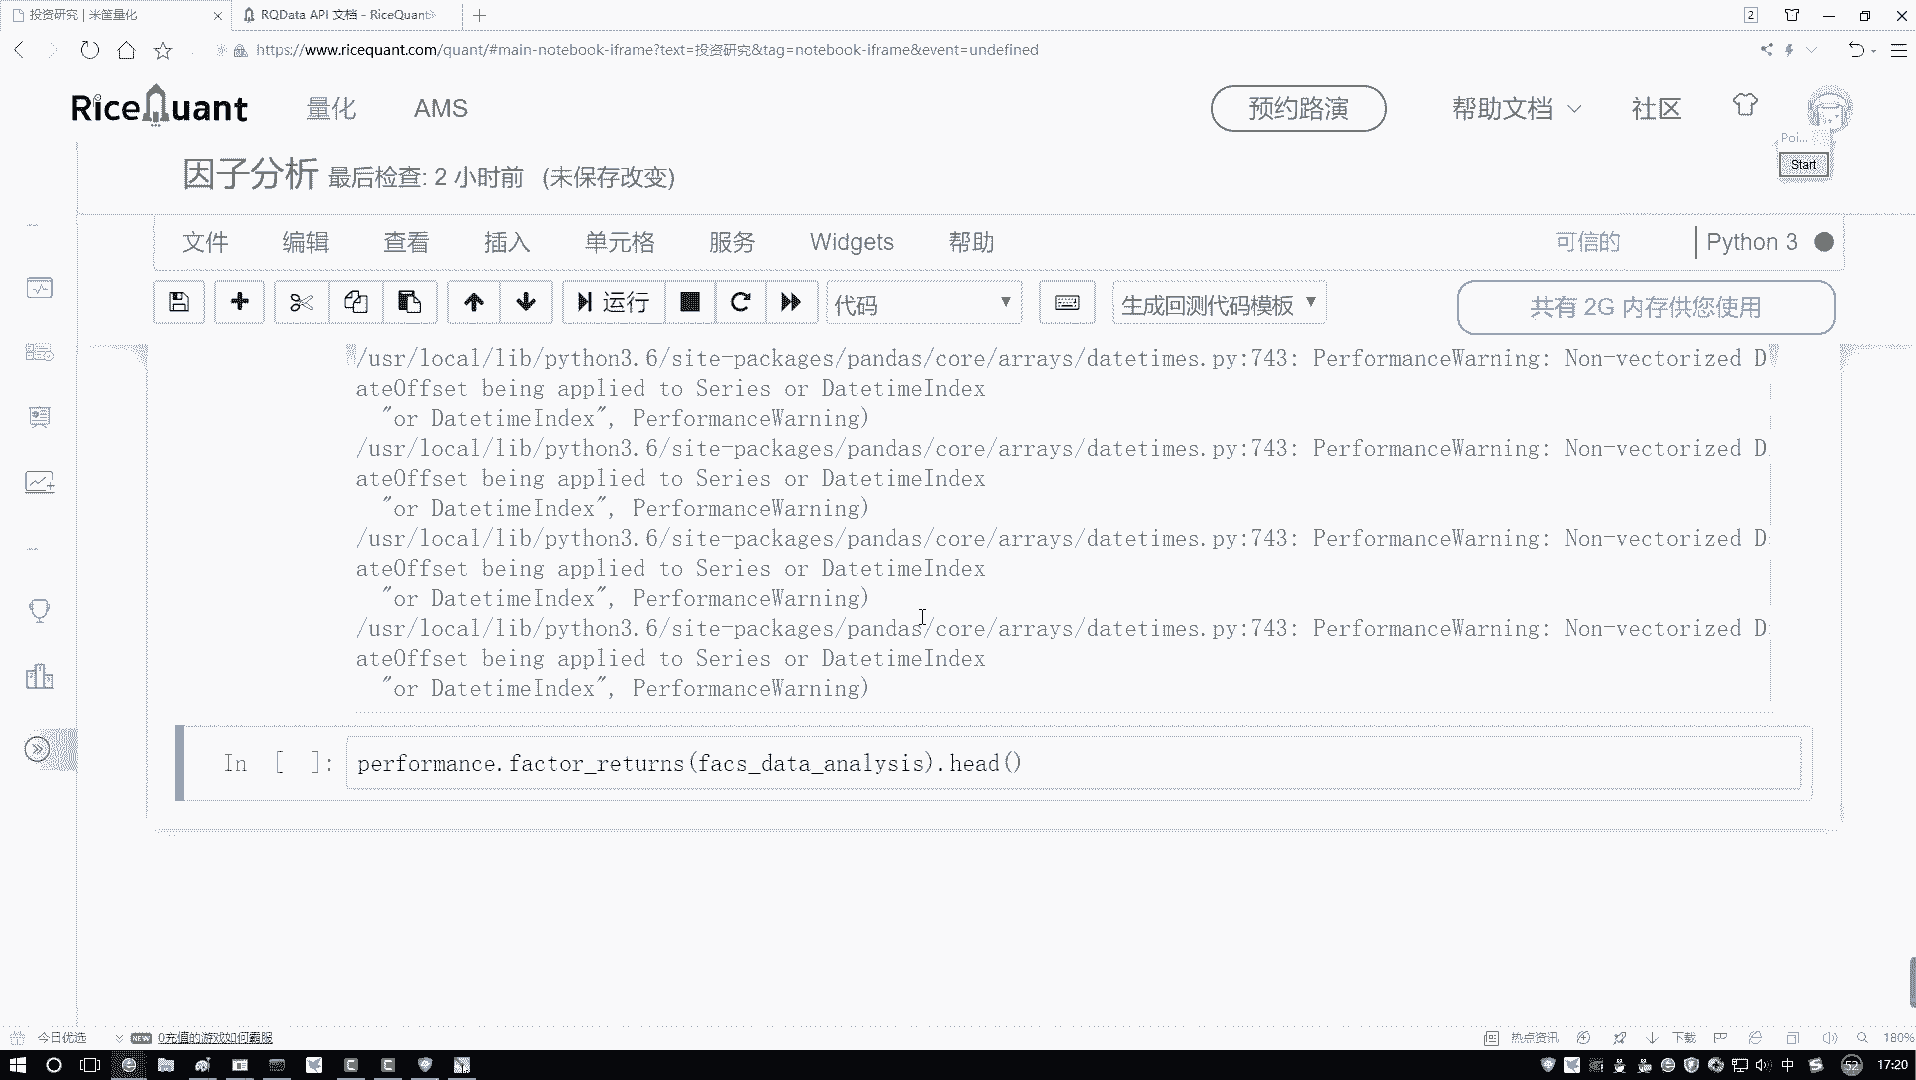 投资研究 | 米筐量化
RQData API 文档 - RiceQuant
2
https://www.ricequant.com/quant/#main-notebook-iframe?text=投资研究&tag=notebook-iframe&event=undefined
RiceQuant
量化
AMS
预约路演
帮助文档
社区
Poi...
Start
因子分析 最后检查: 2 小时前 (未保存改变)
文件 编辑 查看 插入 单元格 服务 Widgets 帮助
可信的
Python 3
运行
代码
生成回测代码模板
共有 2G 内存供您使用
/usr/local/lib/python3.6/site-packages/pandas/core/arrays/datetimes.py:743: PerformanceWarning: Non-vectorized D
ateOffset being applied to Series or DatetimeIndex
"or DatetimeIndex", PerformanceWarning)
/usr/local/lib/python3.6/site-packages/pandas/core/arrays/datetimes.py:743: PerformanceWarning: Non-vectorized D
ateOffset being applied to Series or DatetimeIndex
"or DatetimeIndex", PerformanceWarning)
/usr/local/lib/python3.6/site-packages/pandas/core/arrays/datetimes.py:743: PerformanceWarning: Non-vectorized D
ateOffset being applied to Series or DatetimeIndex
"or DatetimeIndex", PerformanceWarning)
/usr/local/lib/python3.6/site-packages/pandas/core/arrays/datetimes.py:743: PerformanceWarning: Non-vectorized D
ateOffset being applied to Series or DatetimeIndex
"or DatetimeIndex", PerformanceWarning)
In [ ]: performance.factor_returns(facs_data_analysis).head()
今日优选
NEW
0充值的游戏如何霸服
热点资讯
下载
180%
中
52
17:20